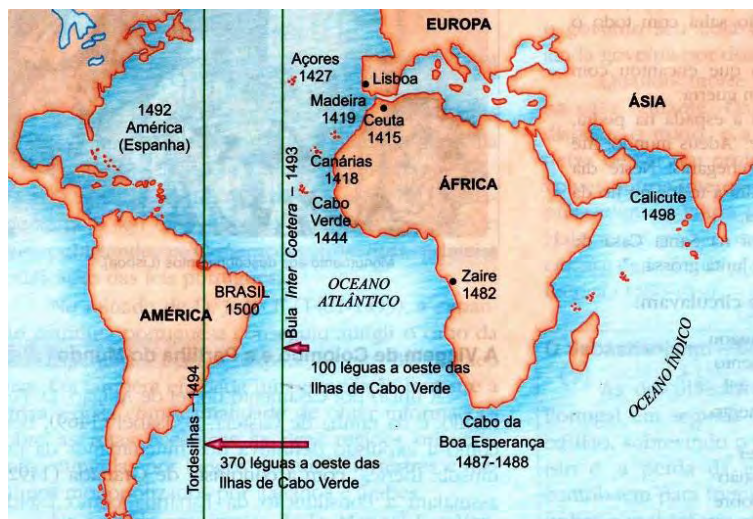 EUROPA
Açores
1427
Lisboa
Madeira
1419
Ceuta
1415
ÁSIA
1492
América
(Espanha)
Canárias
1418
ÁFRICA
Calicute
1498
Cabo
Verde
1444
Bula Inter Coetera – 1493
OCEANO
ATLÂNTICO
Zaire
1482
BRASIL
1500
AMÉRICA
OCEANO ÍNDICO
100 léguas a oeste das
Ilhas de Cabo Verde
Cabo da
Boa Esperança
1487-1488
Tordesilhas – 1494
370 léguas a oeste das
Ilhas de Cabo Verde